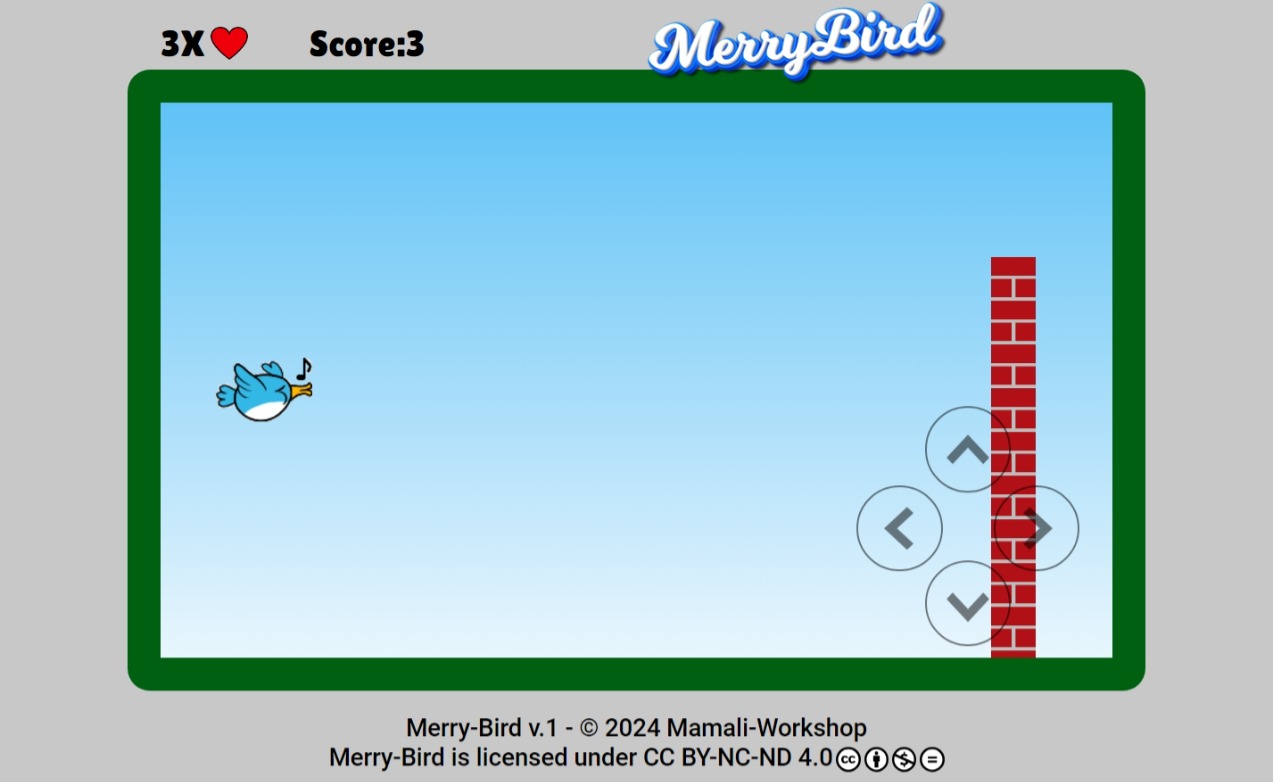 3X Score:3
MerryBird
Merry-Bird v.1 - © 2024 Mamali-Workshop
Merry-Bird is licensed under CC BY-NC-ND 4.0